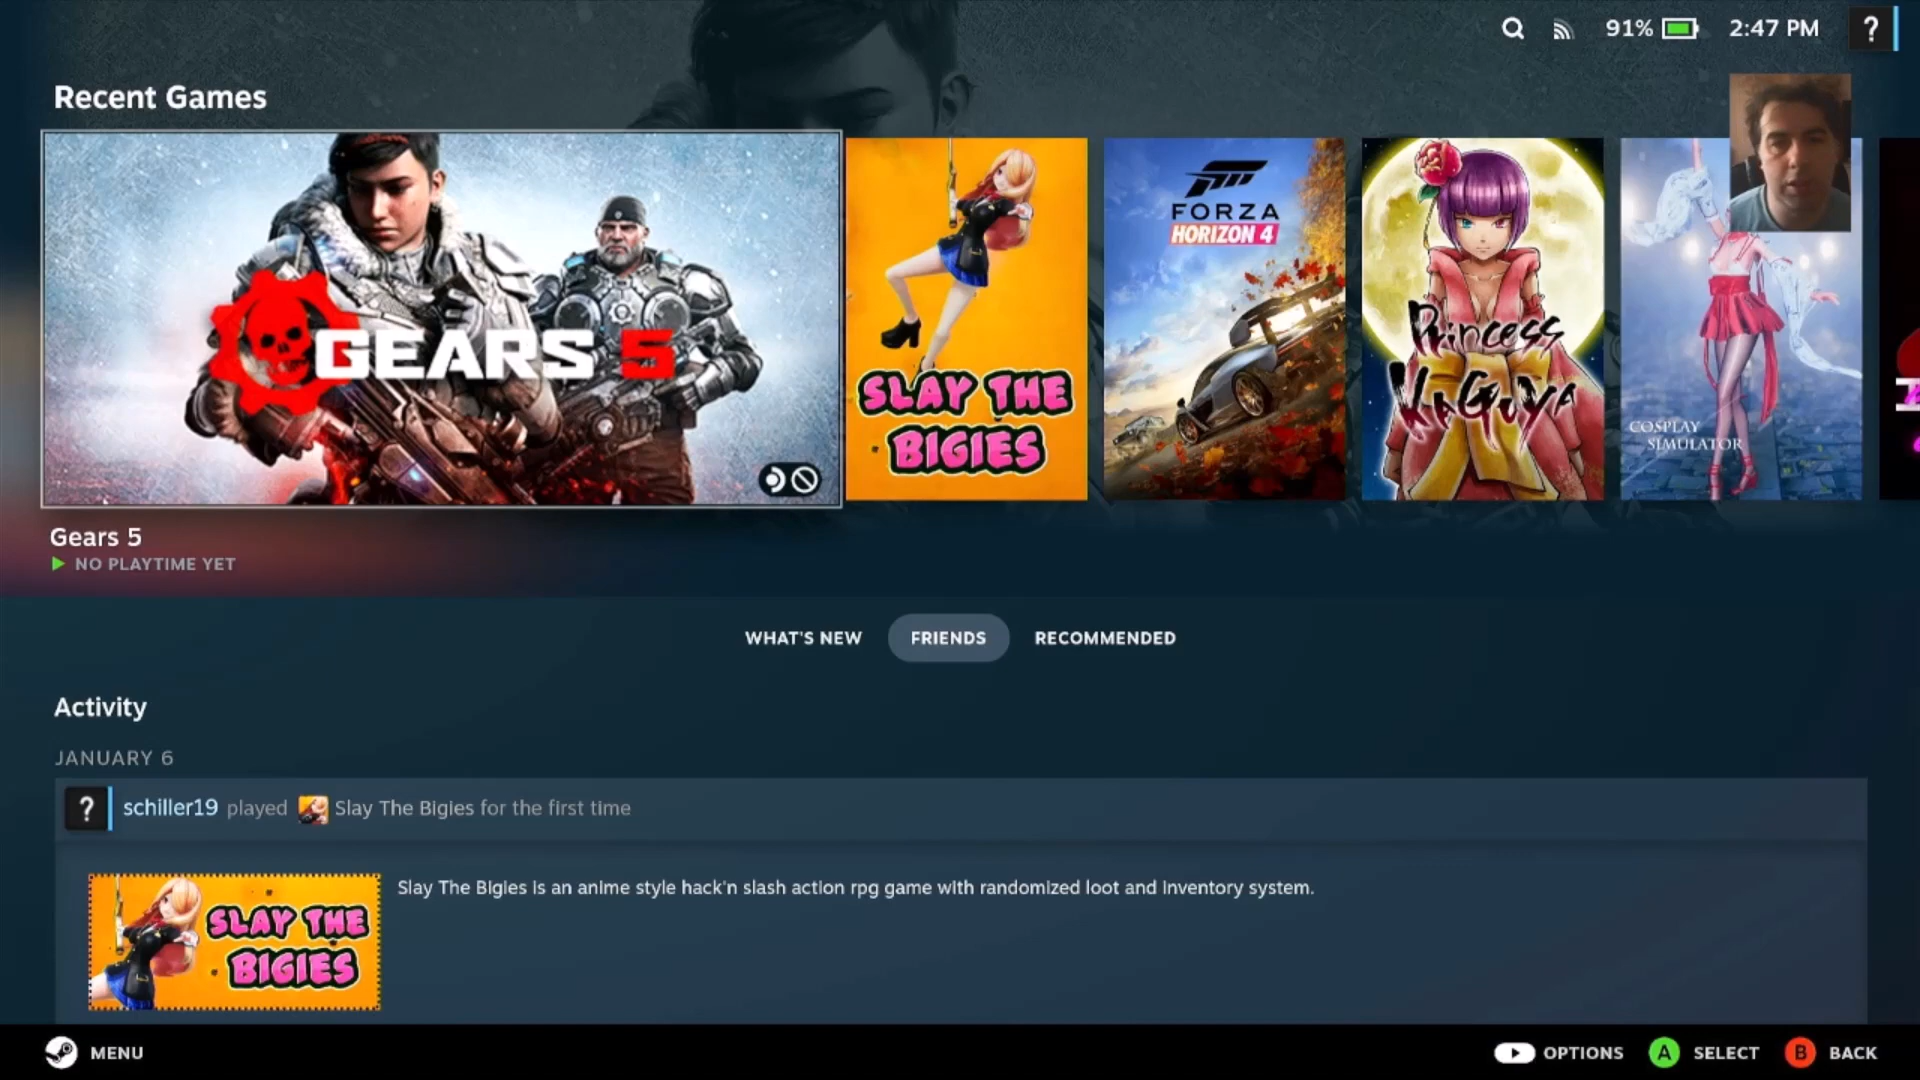 91%
2:47 PM
?
Recent Games
GEARS 5
SLAY THE
BIGIES
FORZA
HORIZON 4
Princess
KAGUYA
COSPLAY
SIMULATOR
Gears 5
NO PLAYTIME YET
WHAT'S NEW
FRIENDS
RECOMMENDED
Activity
JANUARY 6
? schiller19 played Slay The Bigies for the first time
Slay The Bigies is an anime style hack'n slash action rpg game with randomized loot and inventory system.
SLAY THE
BIGIES
MENU
OPTIONS
A SELECT
B BACK